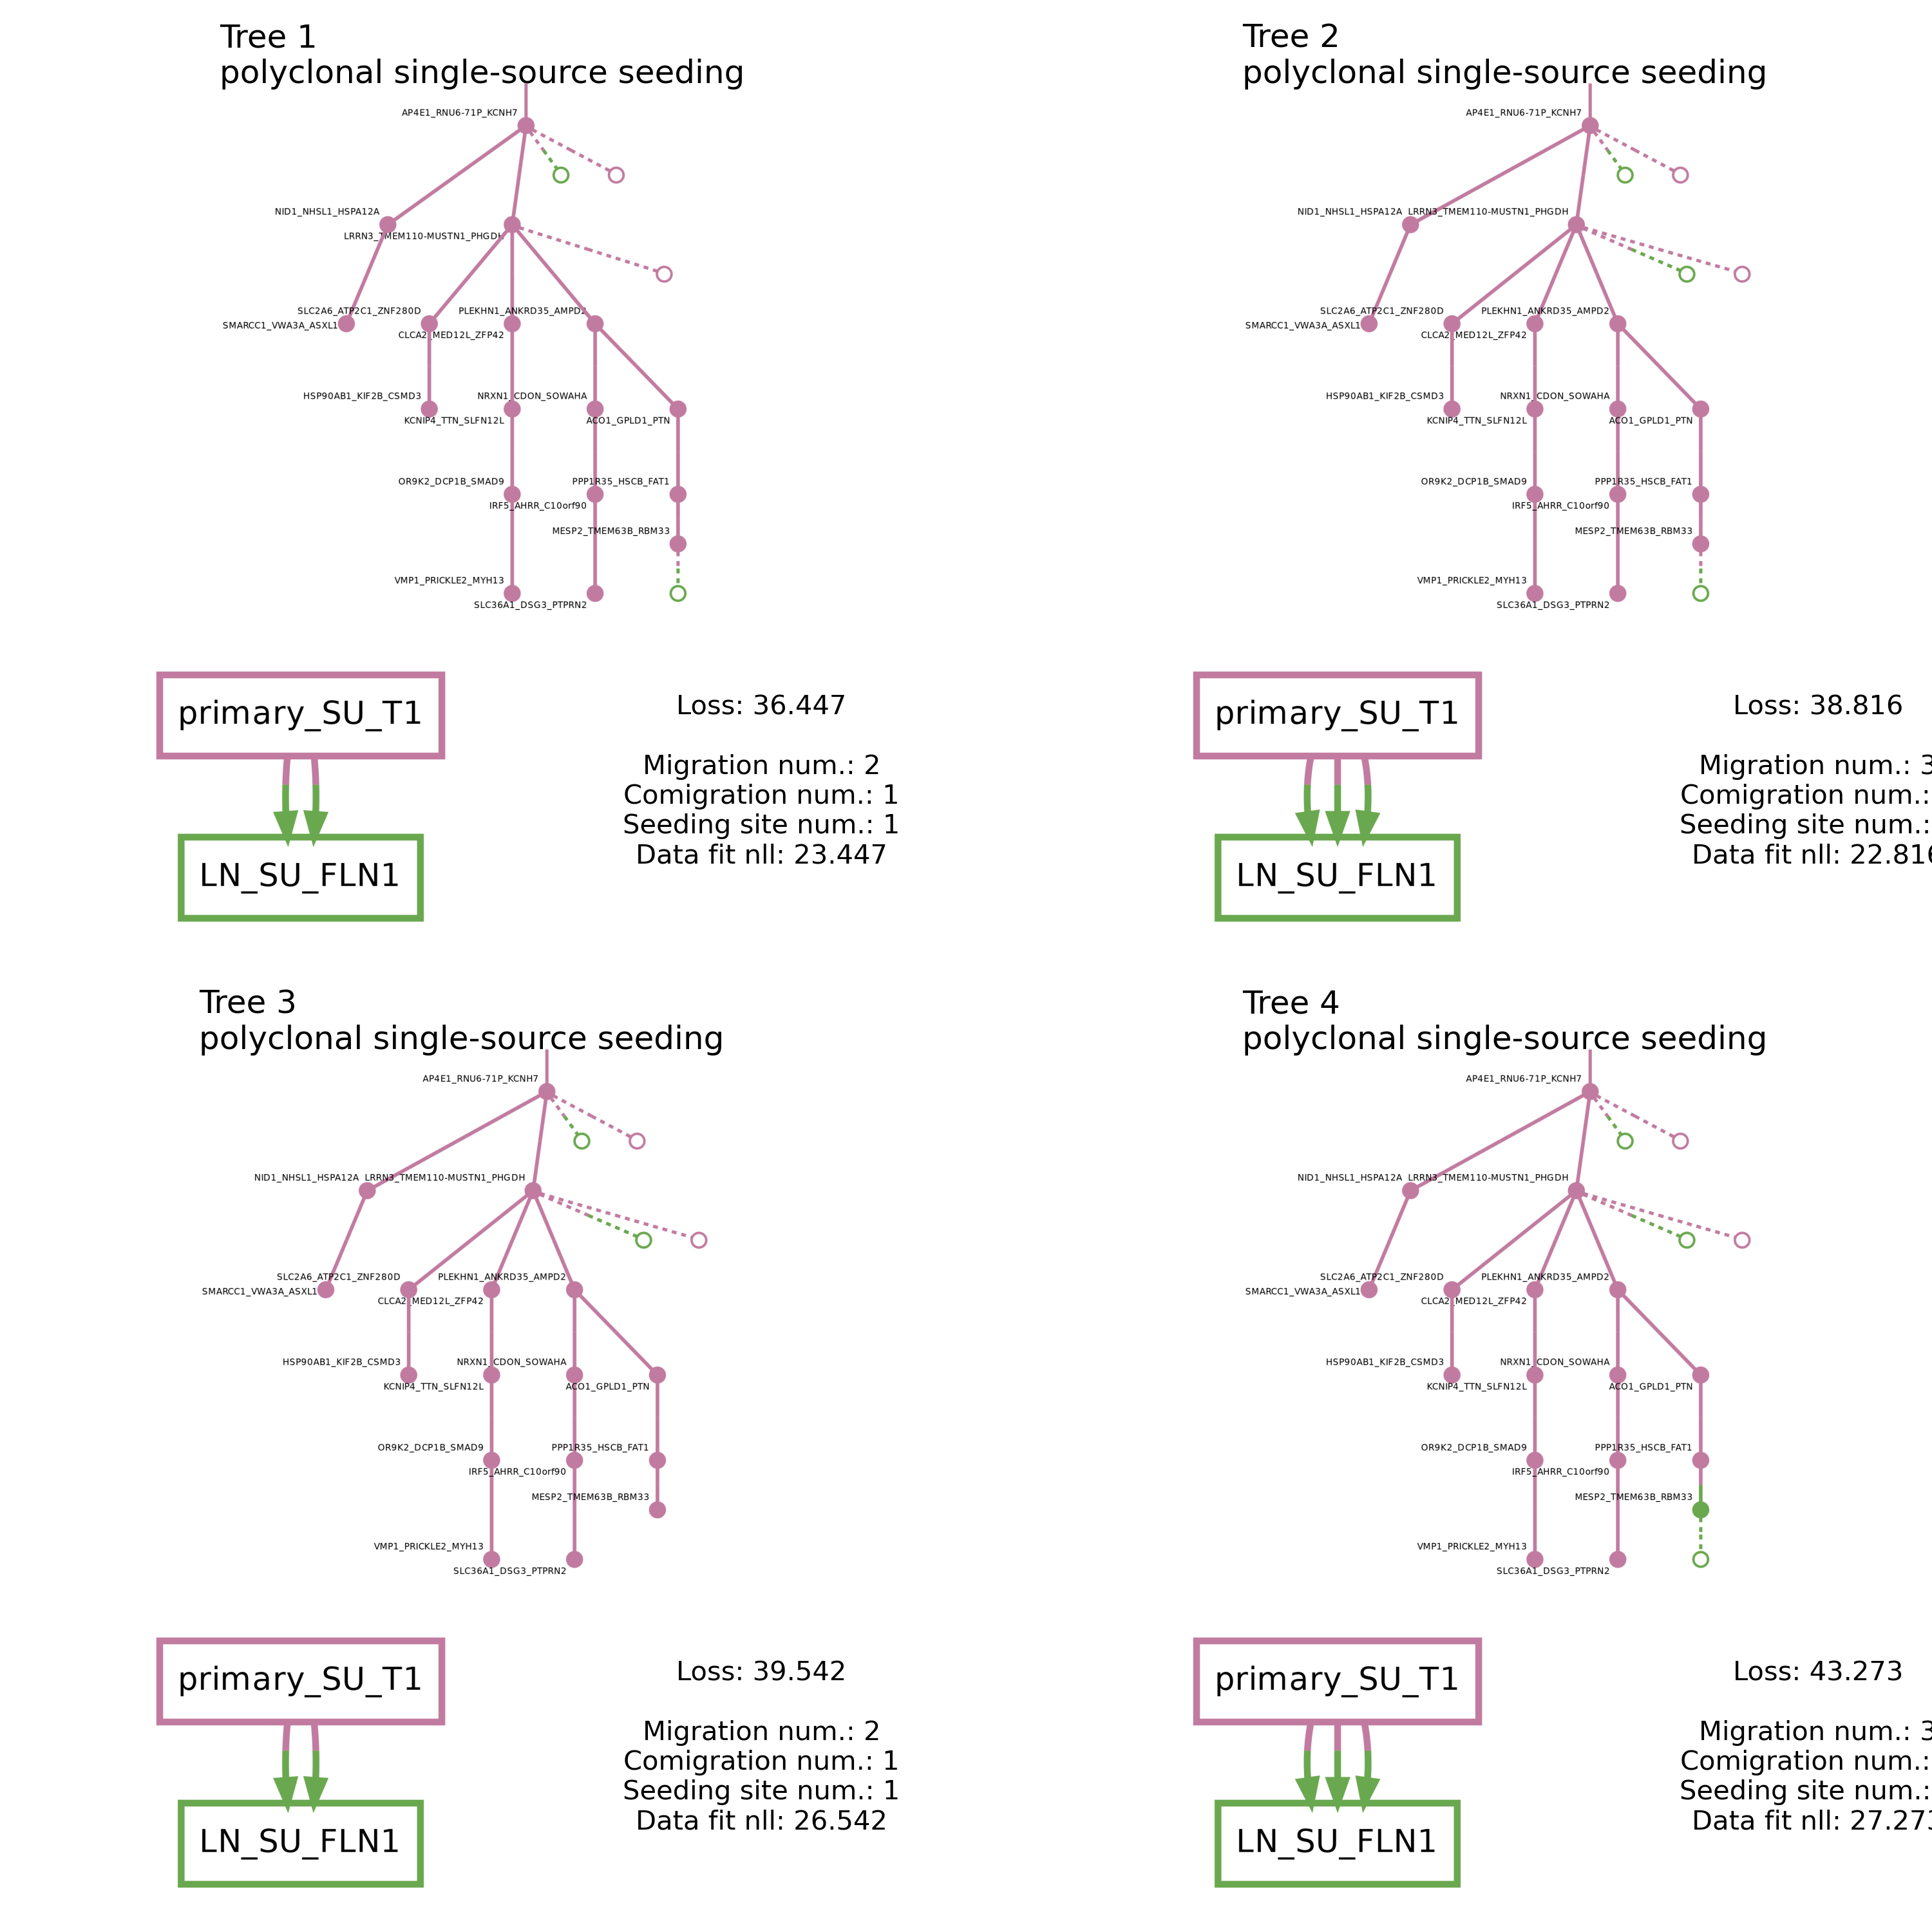 Tree 1
polyclonal single-source seeding
AP4E1_RNU6-71P_KCNH7
NID1_NHSL1_HSPA12A
LRRN3_TMEM110-MUSTN1_PHGDH
SLC2A6_ATP2C1_ZNF280D
PLEKHN1_ANKRD35_AMPD2
SMARCC1_VWA3A_ASXL1
CLCA2_MED12L_ZFP42
HSP90AB1_KIF2B_CSMD3
NRXN1_CDON_SOWAHA
KCNIP4_TTN_SLFN12L
ACO1_GPLD1_PTN
OR9K2_DCP1B_SMAD9
PPP1R35_HSCB_FAT1
IRF5_AHRR_C10orf90
MESP2_TMEM63B_RBM33
VMP1_PRICKLE2_MYH13
SLC36A1_DSG3_PTPRN2
primary_SU_T1
LN_SU_FLN1
Loss: 36.447
Migration num.: 2
Comigration num.: 1
Seeding site num.: 1
Data fit nll: 23.447
Tree 2
polyclonal single-source seeding
AP4E1_RNU6-71P_KCNH7
NID1_NHSL1_HSPA12A
LRRN3_TMEM110-MUSTN1_PHGDH
SLC2A6_ATP2C1_ZNF280D
PLEKHN1_ANKRD35_AMPD2
SMARCC1_VWA3A_ASXL1
CLCA2_MED12L_ZFP42
HSP90AB1_KIF2B_CSMD3
NRXN1_CDON_SOWAHA
KCNIP4_TTN_SLFN12L
ACO1_GPLD1_PTN
OR9K2_DCP1B_SMAD9
PPP1R35_HSCB_FAT1
IRF5_AHRR_C10orf90
MESP2_TMEM63B_RBM33
VMP1_PRICKLE2_MYH13
SLC36A1_DSG3_PTPRN2
primary_SU_T1
LN_SU_FLN1
Loss: 38.816
Migration num.: 3
Comigration num.:
Seeding site num.:
Data fit nll: 22.816
Tree 3
polyclonal single-source seeding
AP4E1_RNU6-71P_KCNH7
NID1_NHSL1_HSPA12A
LRRN3_TMEM110-MUSTN1_PHGDH
SLC2A6_ATP2C1_ZNF280D
PLEKHN1_ANKRD35_AMPD2
SMARCC1_VWA3A_ASXL1
CLCA2_MED12L_ZFP42
HSP90AB1_KIF2B_CSMD3
NRXN1_CDON_SOWAHA
KCNIP4_TTN_SLFN12L
ACO1_GPLD1_PTN
OR9K2_DCP1B_SMAD9
PPP1R35_HSCB_FAT1
IRF5_AHRR_C10orf90
MESP2_TMEM63B_RBM33
VMP1_PRICKLE2_MYH13
SLC36A1_DSG3_PTPRN2
primary_SU_T1
LN_SU_FLN1
Loss: 39.542
Migration num.: 2
Comigration num.: 1
Seeding site num.: 1
Data fit nll: 26.542
Tree 4
polyclonal single-source seeding
AP4E1_RNU6-71P_KCNH7
NID1_NHSL1_HSPA12A
LRRN3_TMEM110-MUSTN1_PHGDH
SLC2A6_ATP2C1_ZNF280D
PLEKHN1_ANKRD35_AMPD2
SMARCC1_VWA3A_ASXL1
CLCA2_MED12L_ZFP42
HSP90AB1_KIF2B_CSMD3
NRXN1_CDON_SOWAHA
KCNIP4_TTN_SLFN12L
ACO1_GPLD1_PTN
OR9K2_DCP1B_SMAD9
PPP1R35_HSCB_FAT1
IRF5_AHRR_C10orf90
MESP2_TMEM63B_RBM33
VMP1_PRICKLE2_MYH13
SLC36A1_DSG3_PTPRN2
primary_SU_T1
LN_SU_FLN1
Loss: 43.273
Migration num.: 3
Comigration num.:
Seeding site num.:
Data fit nll: 27.273